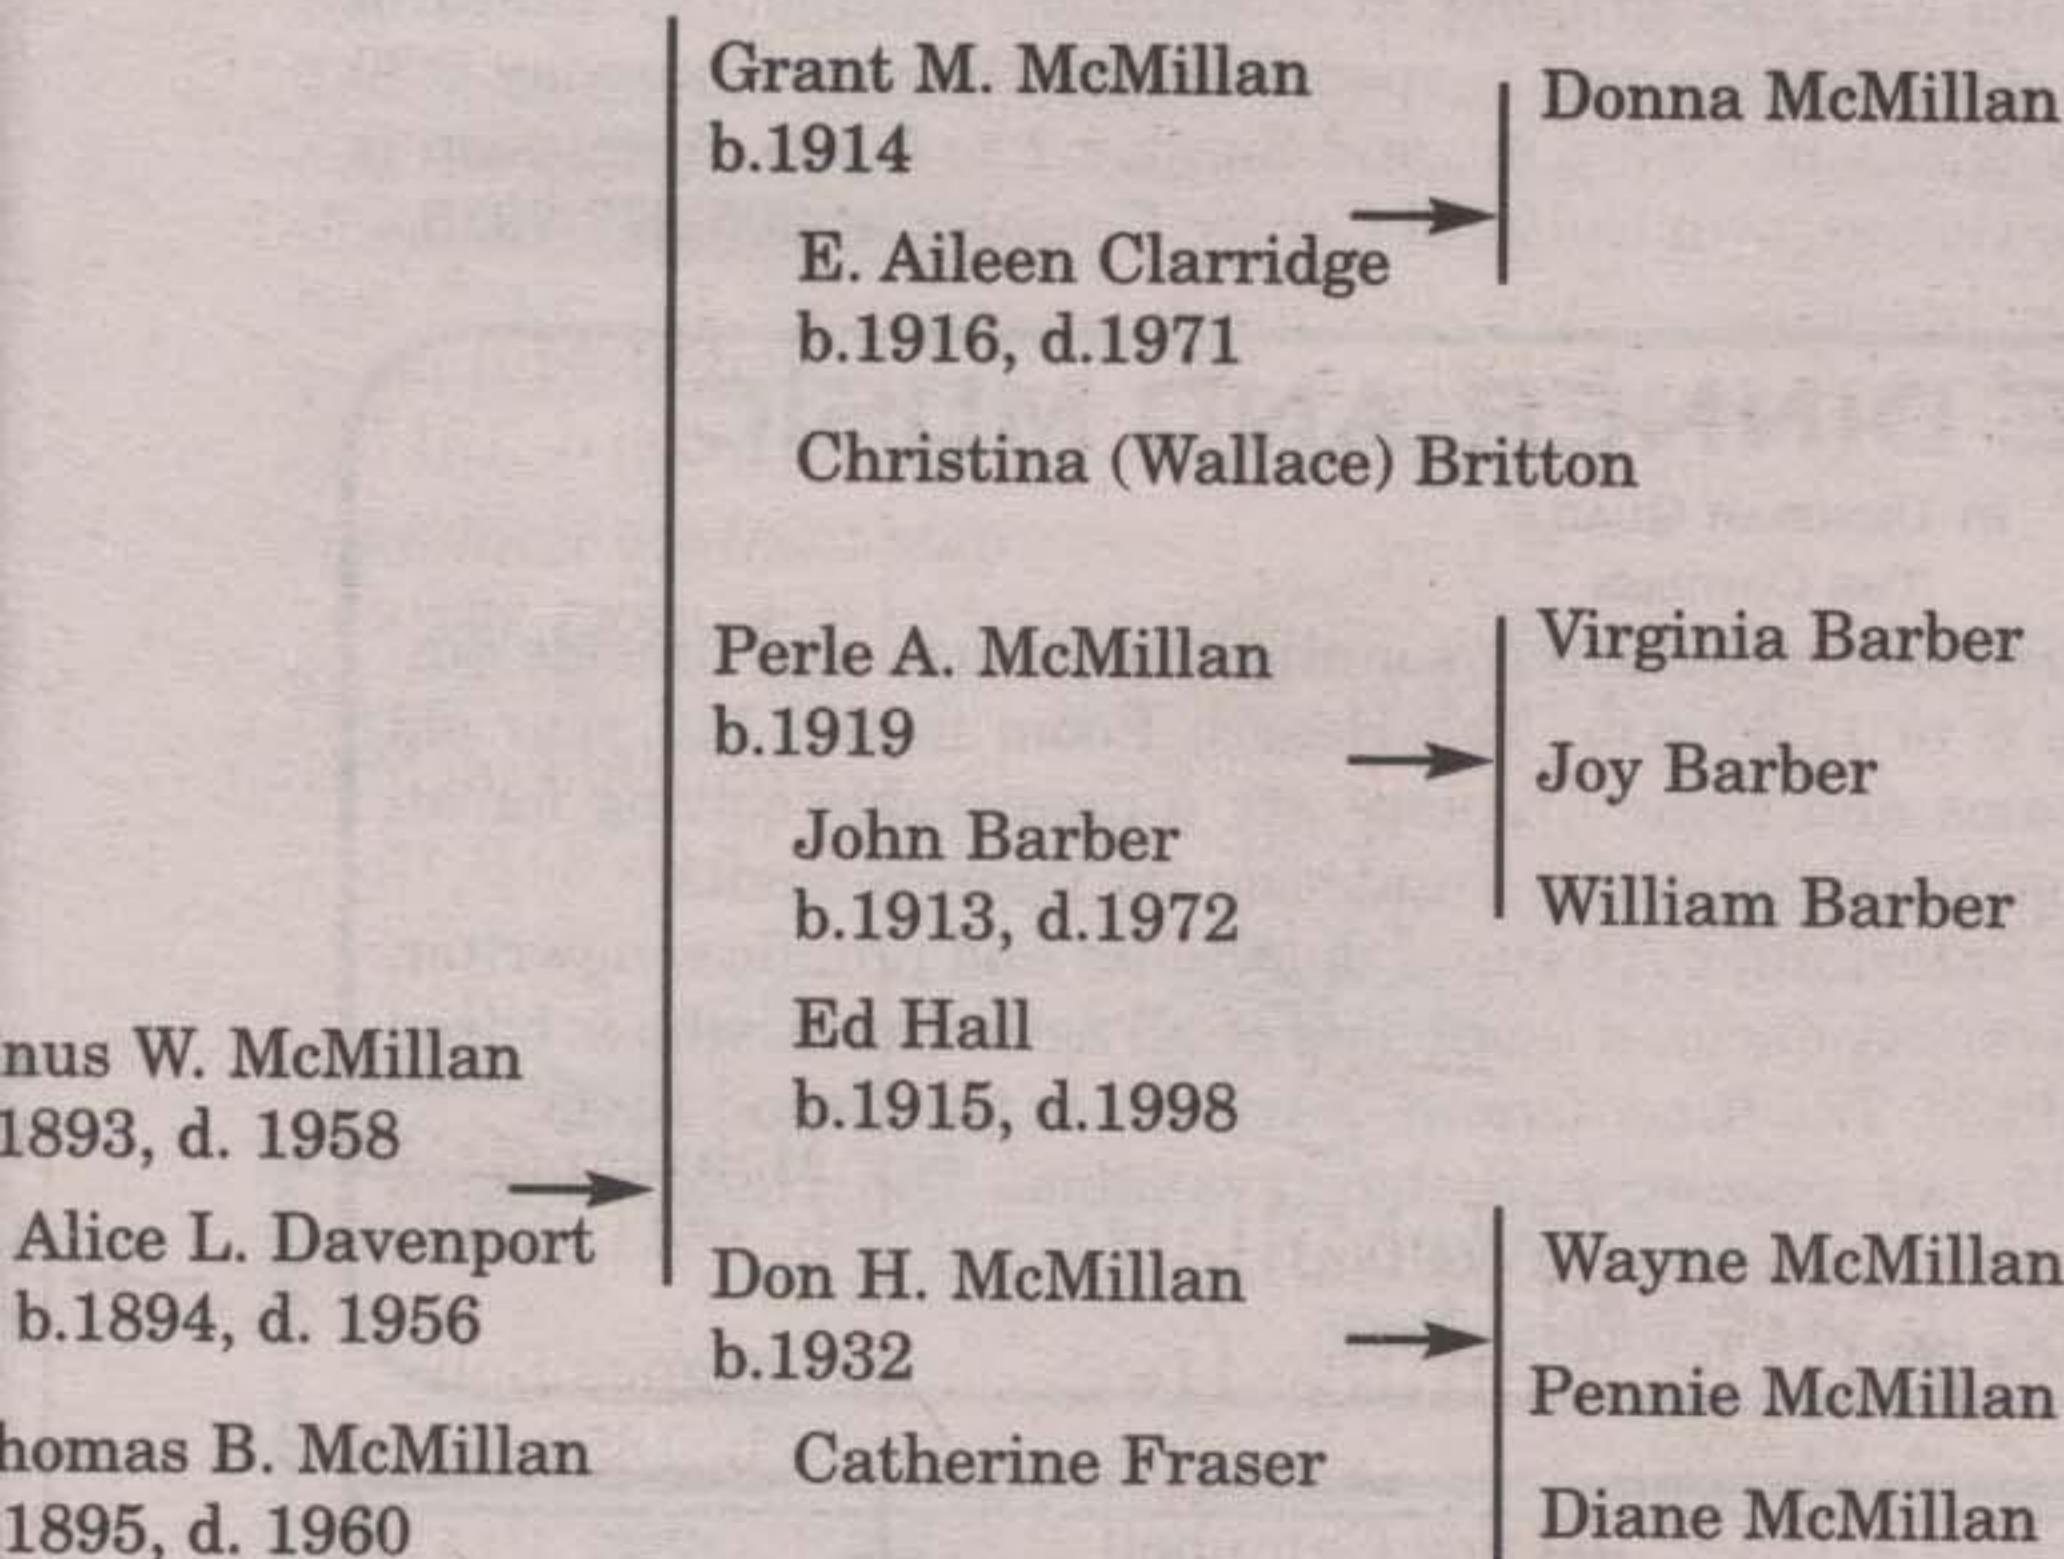 Grant M. McMillan
b.1914
E. Aileen Clarridge
b.1916, d.1971
Christina (Wallace) Britton
Donna McMillan
Perle A. McMillan
b.1919
John Barber
b.1913, d.1972
Ed Hall
b.1915, d.1998
Virginia Barber
Joy Barber
William Barber
nus W. McMillan
1893, d. 1958
Alice L. Davenport
b.1894, d. 1956
Don H. McMillan
b.1932
Catherine Fraser
Wayne McMillan
Pennie McMillan
Diane McMillan
homas B. McMillan
1895, d. 1960